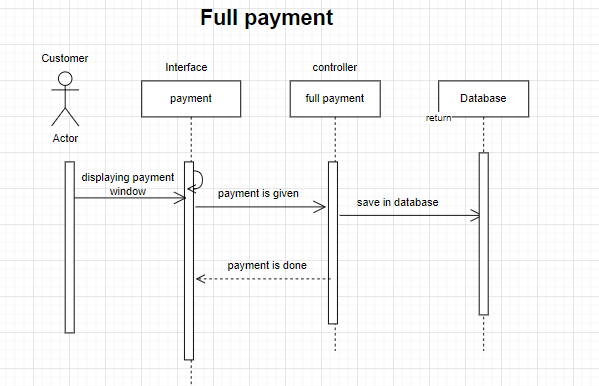 Full payment
Customer
Interface
controller
payment
full payment
Database
return
Actor
displaying payment
window
payment is given
save in database
payment is done